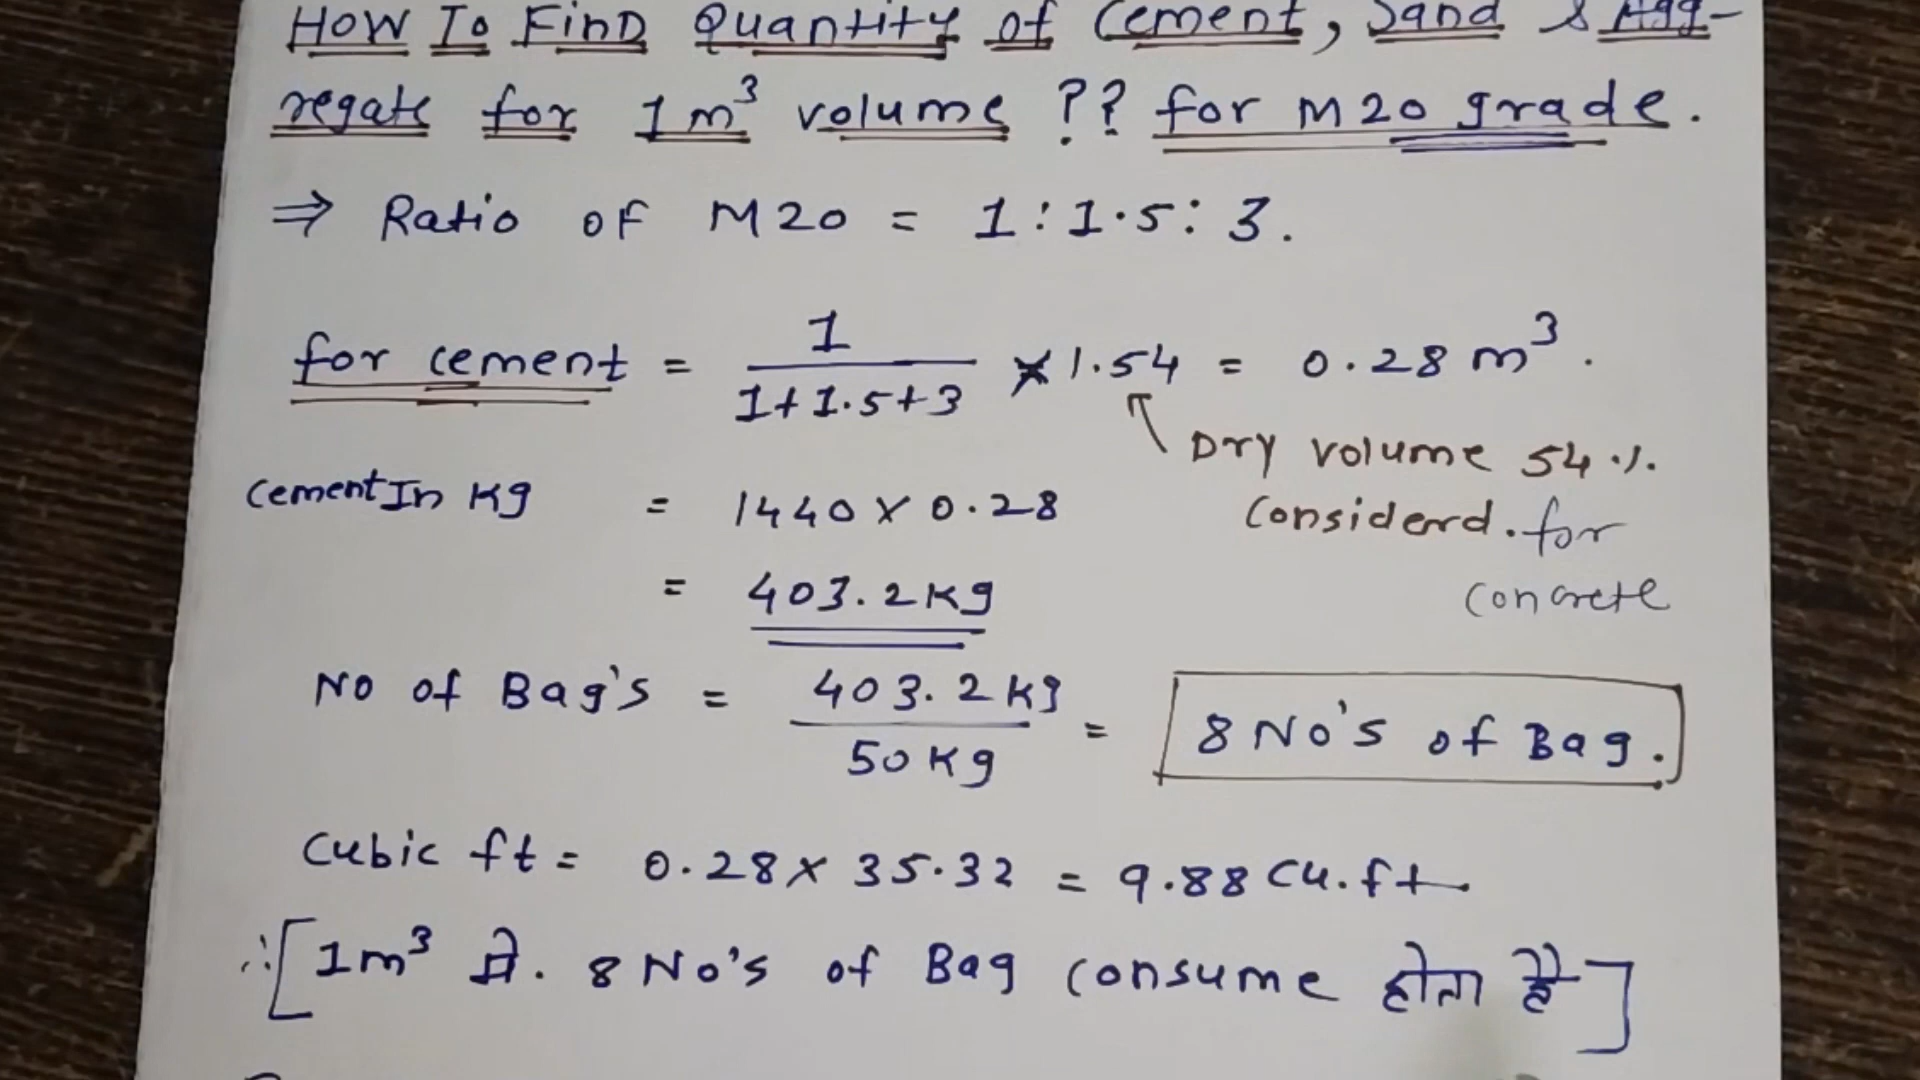 How To Find Quantity of Cement, Sand & Agg-
regate for 1m³ volume ?? for M20 grade.
⇒ Ratio of M20 = 1:1.5:3.
for cement = 1/(1+1.5+3) × 1.54 = 0.28 m³.
Dry volume 54 %.
Considerd. for
concrete
Cement In Kg = 1440 × 0.28
= 403.2 Kg
No of Bag's = 403.2 Kg / 50 Kg = 8 No's of Bag.
Cubic ft = 0.28 × 35.32 = 9.88 Cu.ft.
∴ [1m³ मे. 8 No's of Bag consume होता है]